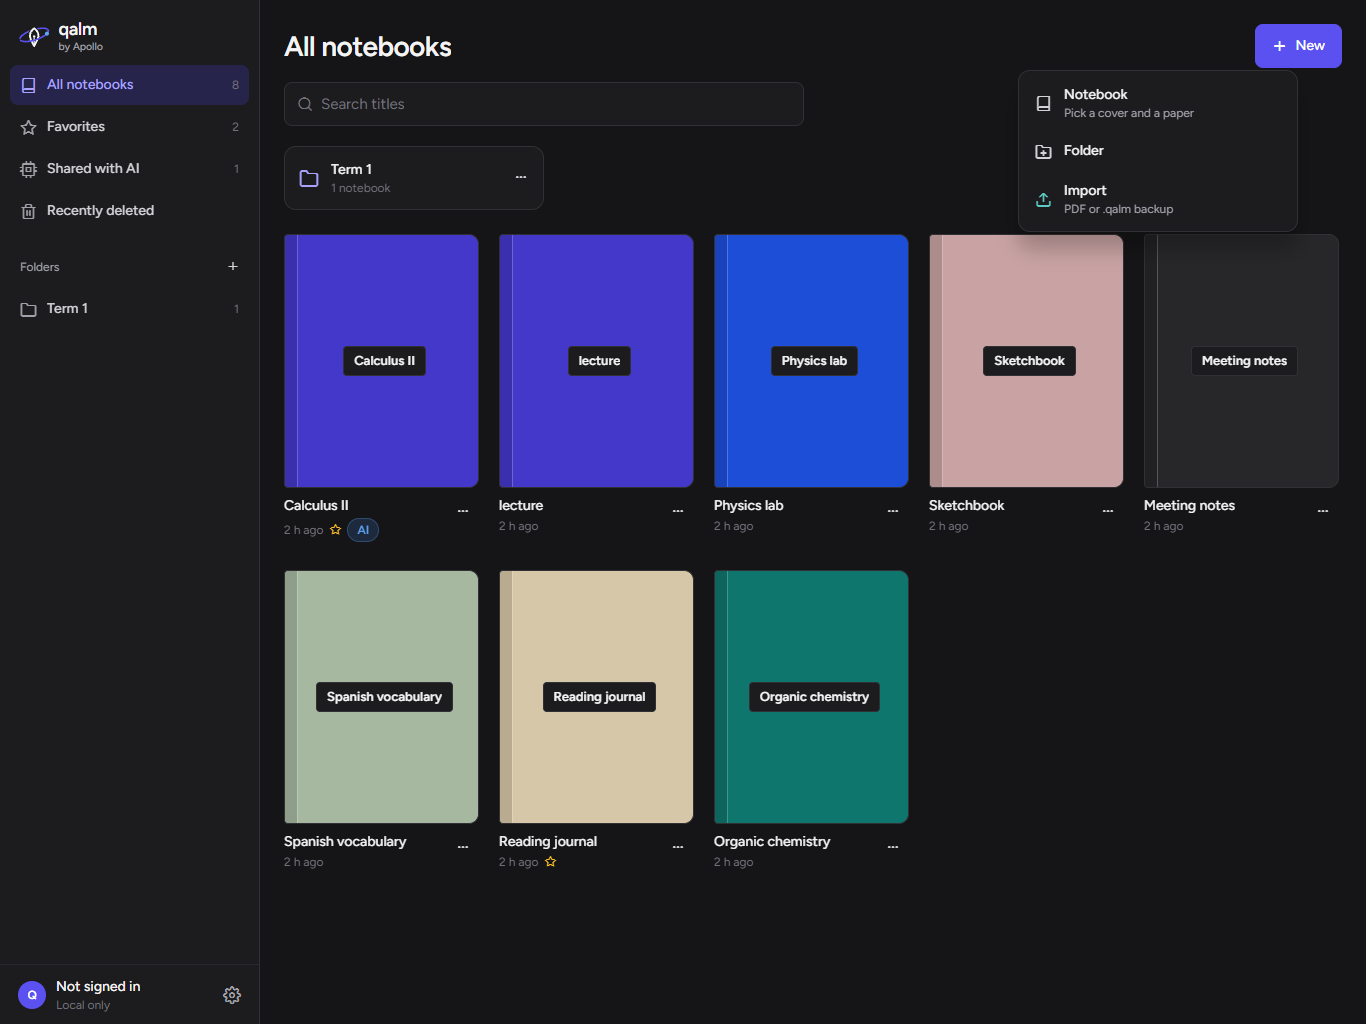 qalm
by Apollo
All notebooks 8
Favorites 2
Shared with AI 1
Recently deleted
Folders +
Term 1 1
Not signed in
Local only
Q
All notebooks
+ New
Search titles
Notebook
Pick a cover and a paper
Folder
Import
PDF or .qalm backup
Term 1
1 notebook
...
Calculus II
lecture
Physics lab
Sketchbook
Meeting notes
Calculus II ...
2 h ago AI
lecture ...
2 h ago
Physics lab ...
2 h ago
Sketchbook ...
2 h ago
Meeting notes ...
2 h ago
Spanish vocabulary
Reading journal
Organic chemistry
Spanish vocabulary ...
2 h ago
Reading journal ...
2 h ago
Organic chemistry ...
2 h ago